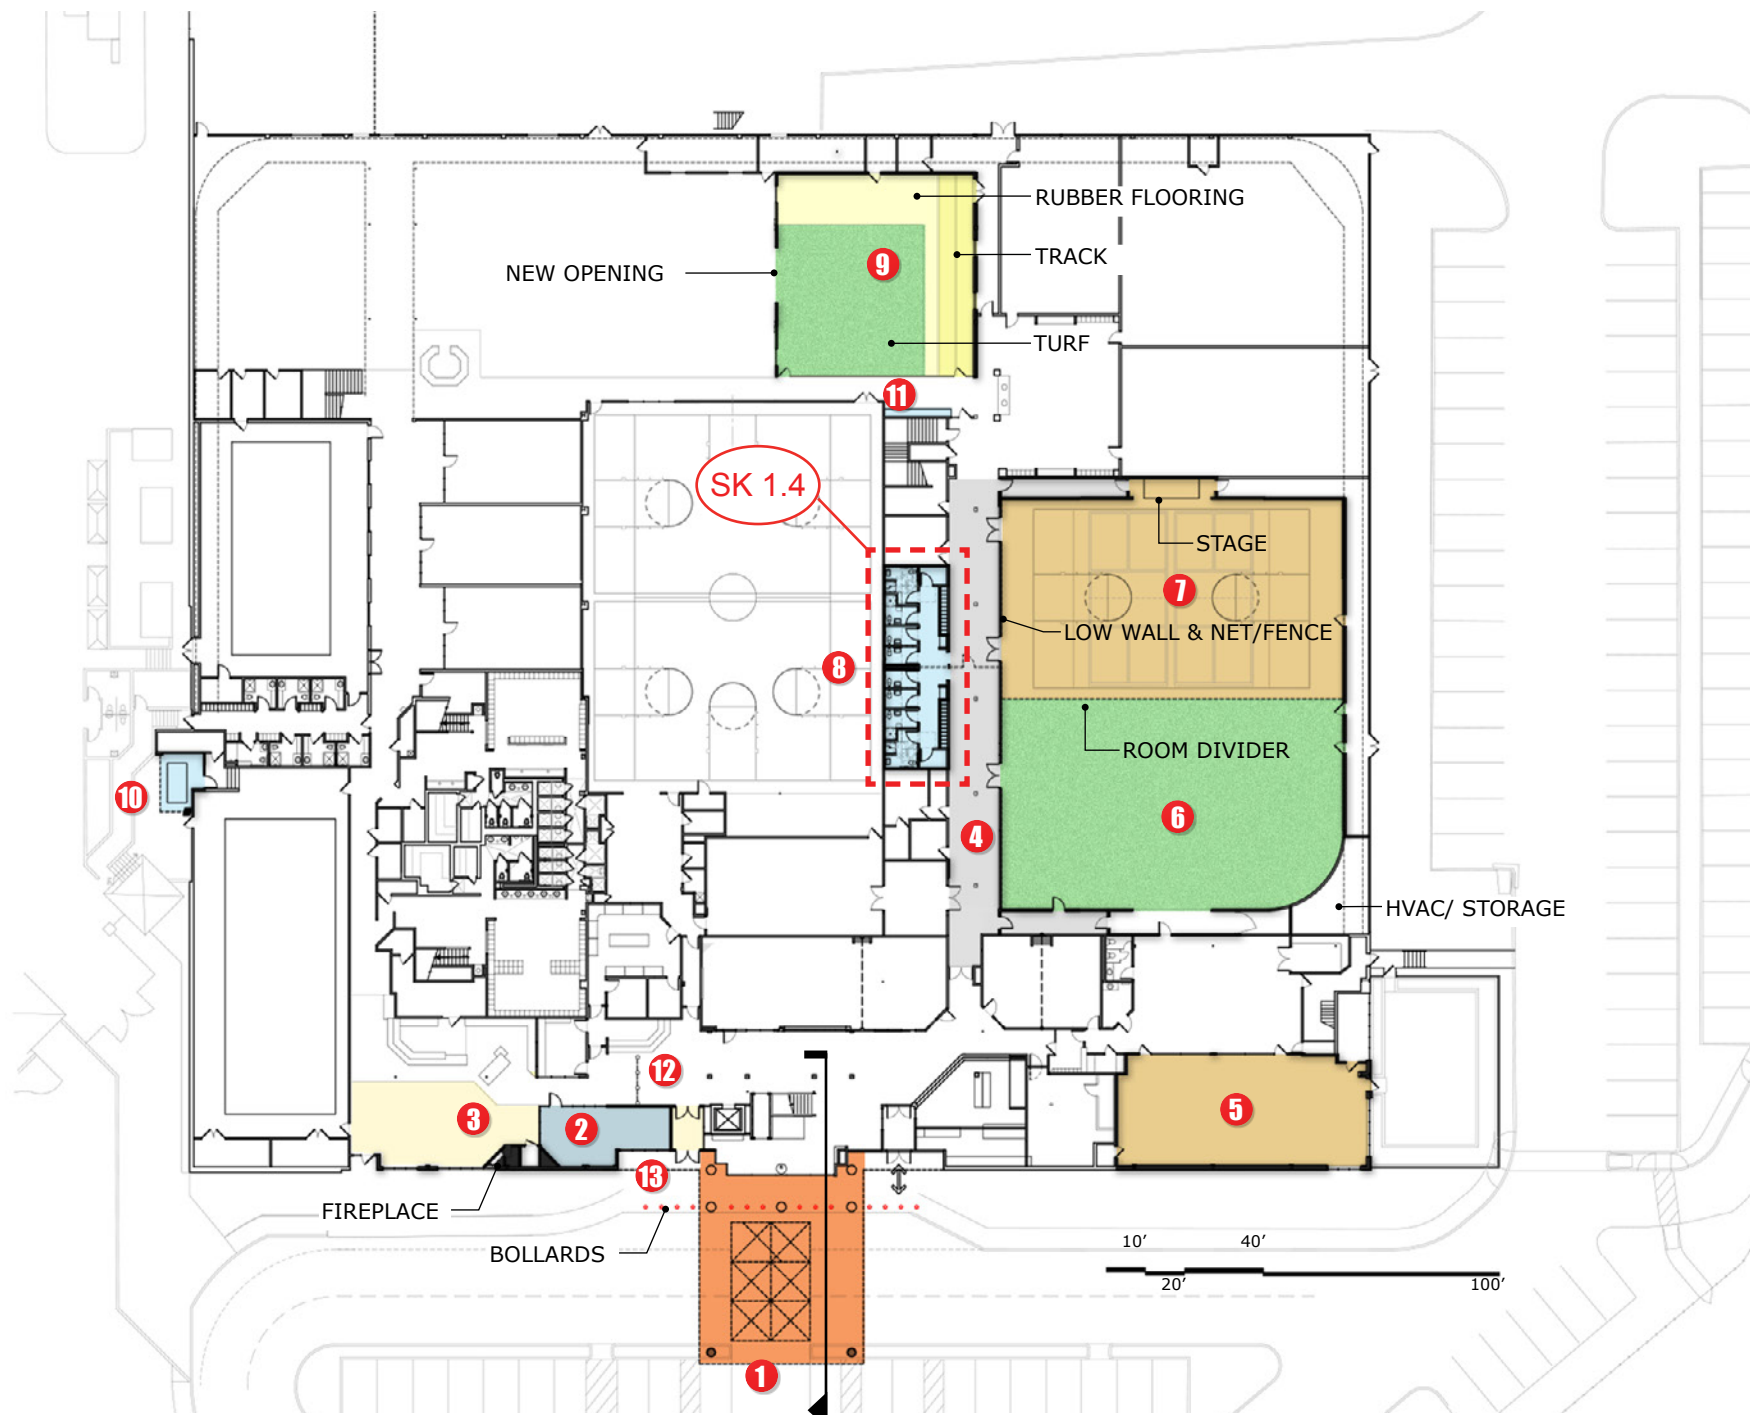 RUBBER FLOORING
TRACK
9
NEW OPENING
TURF
11
SK 1.4
STAGE
7
LOW WALL & NET/FENCE
8
ROOM DIVIDER
10
6
4
HVAC/ STORAGE
12
3
2
5
13
FIREPLACE
BOLLARDS
10’
40’
20’
100’
1